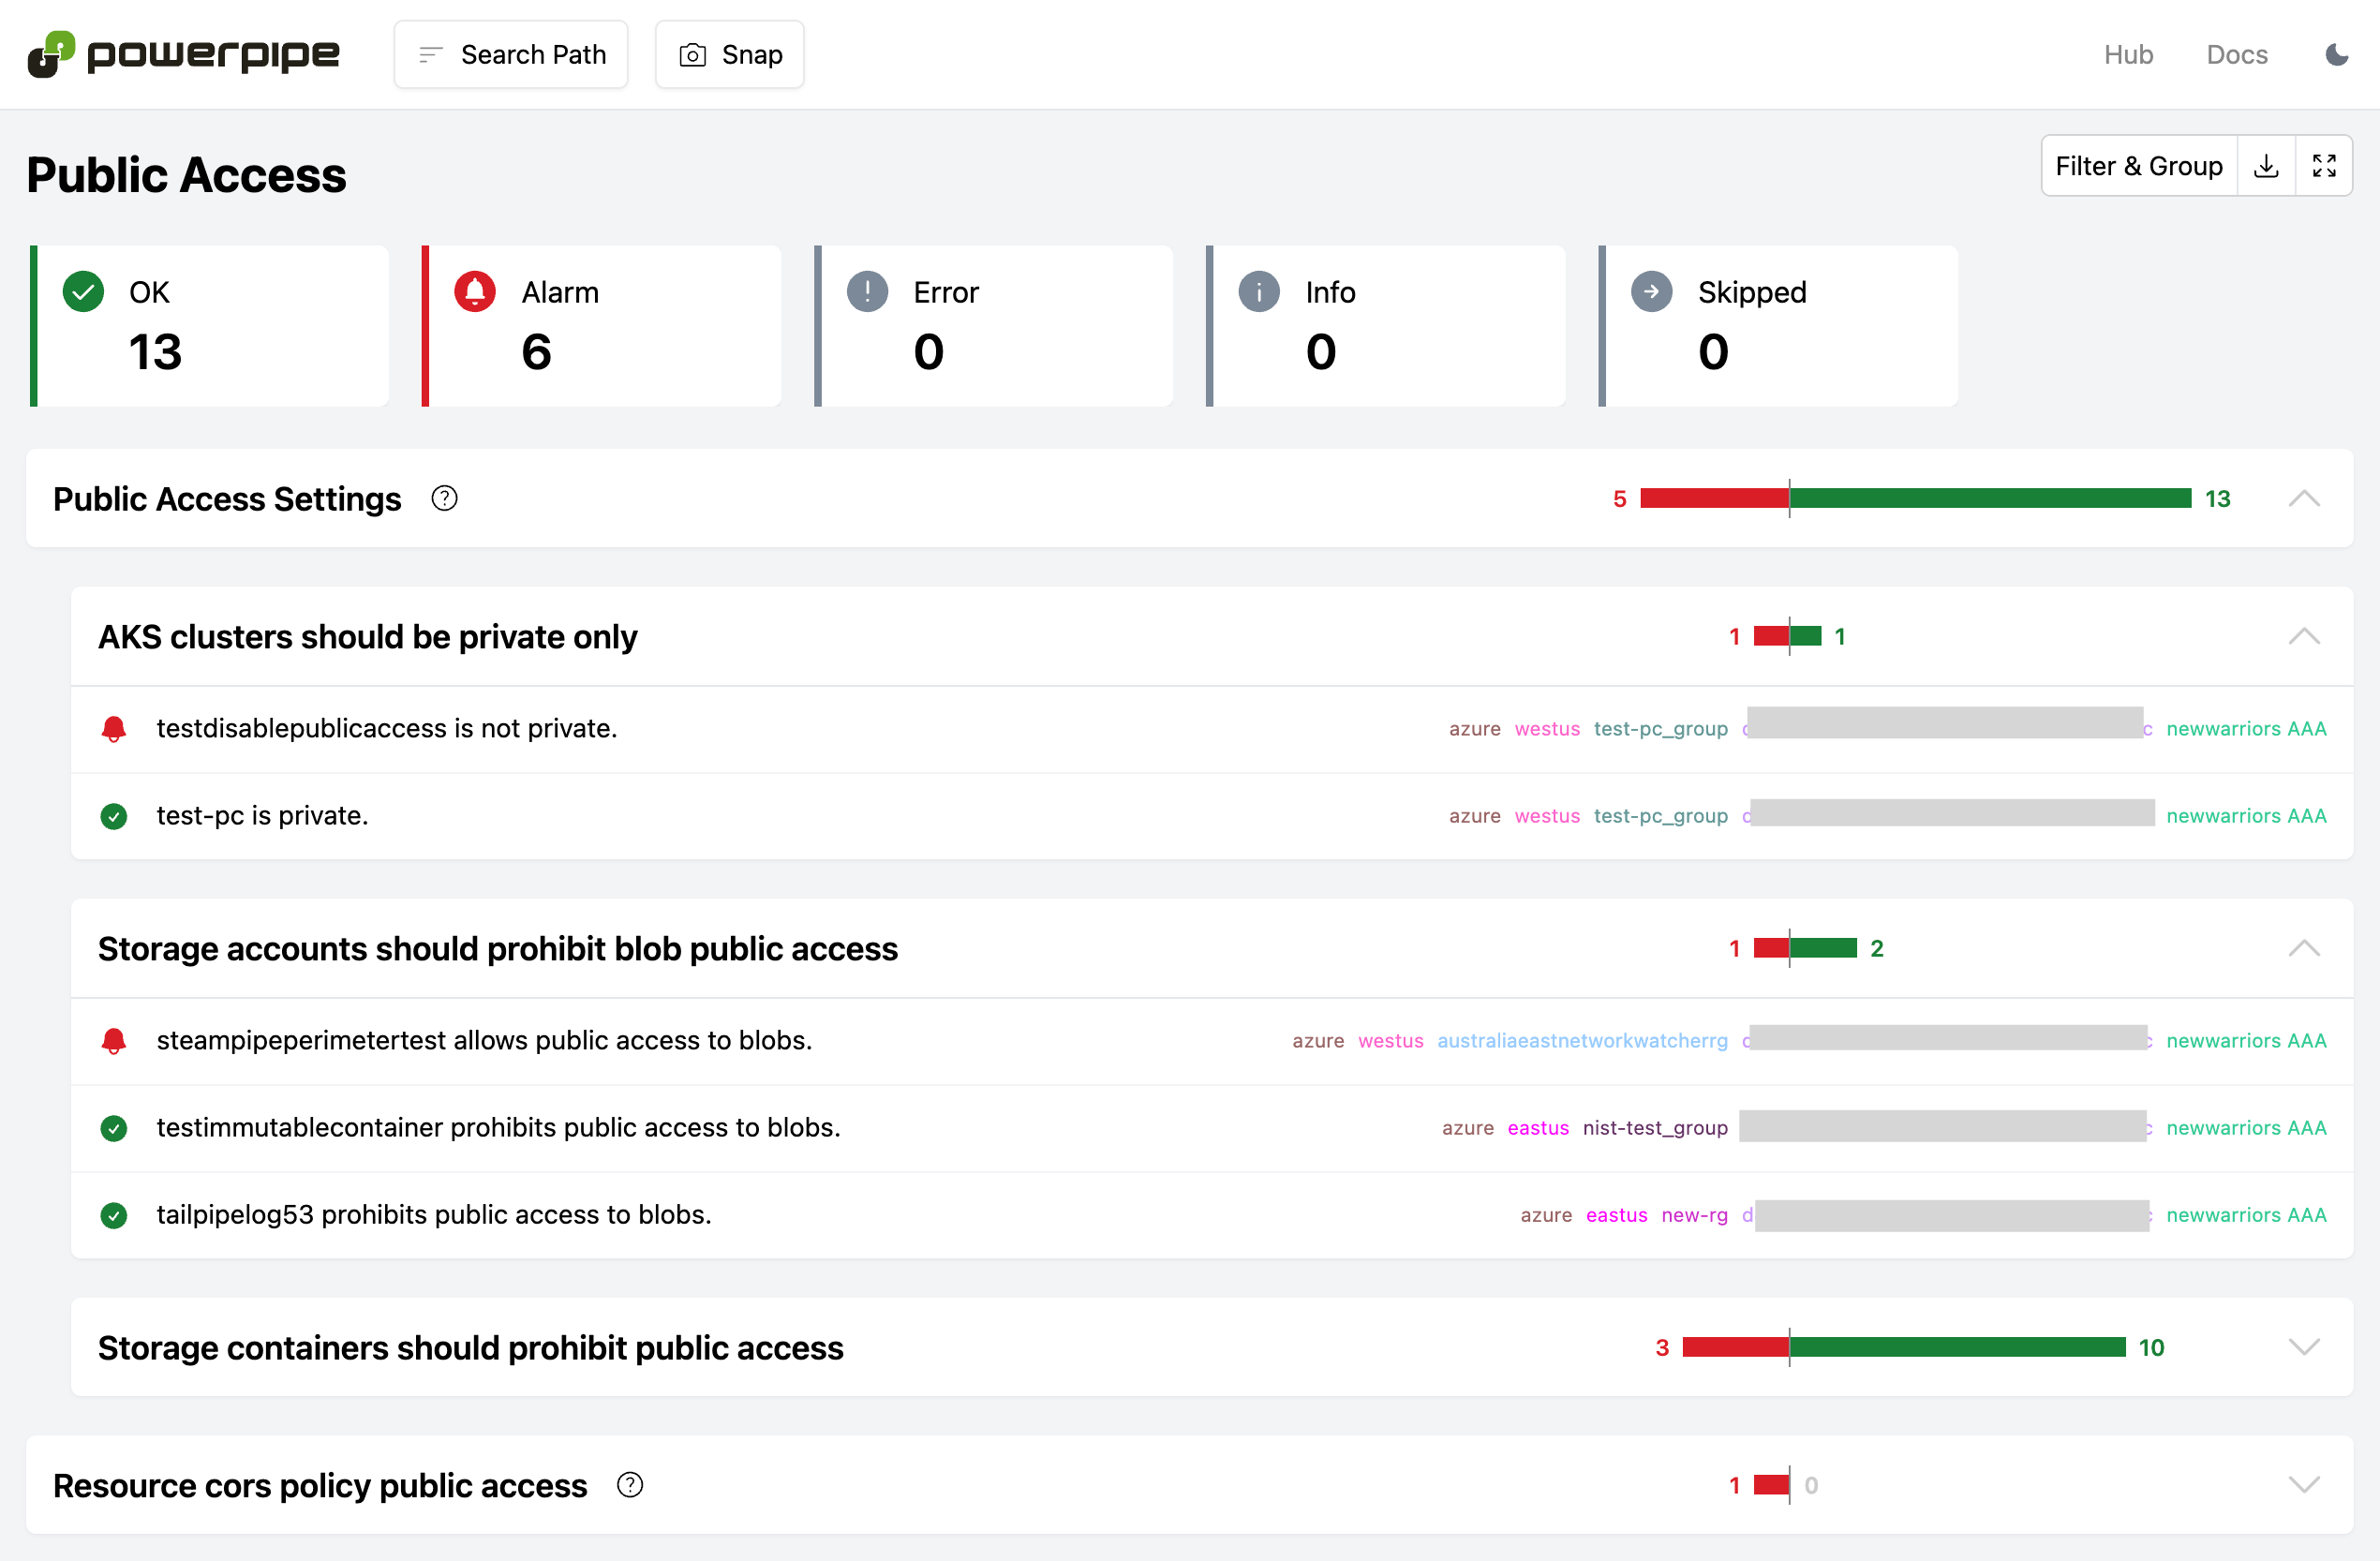 powerpipe Search Path Snap Hub Docs
Public Access
Filter & Group
OK
13
Alarm
6
Error
0
Info
0
Skipped
0
Public Access Settings 5 13
AKS clusters should be private only 1 1
testdisablepublicaccess is not private. azure westus test-pc_group newwarriors AAA
test-pc is private. azure westus test-pc_group newwarriors AAA
Storage accounts should prohibit blob public access 1 2
steampipeperimetertest allows public access to blobs. azure westus australiaeastnetworkwatcherrg newwarriors AAA
testimmutablecontainer prohibits public access to blobs. azure eastus nist-test_group newwarriors AAA
tailpipelog53 prohibits public access to blobs. azure eastus new-rg newwarriors AAA
Storage containers should prohibit public access 3 10
Resource cors policy public access 1 0